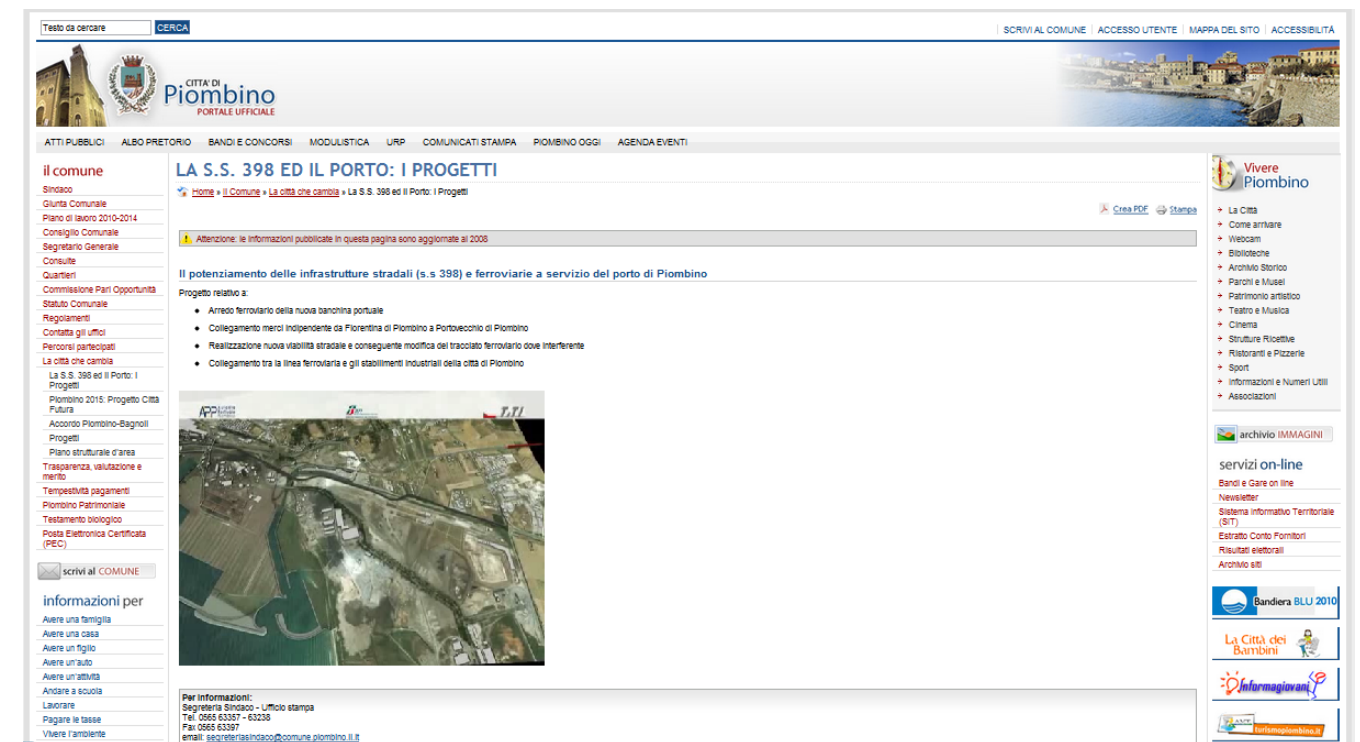 Testo da cercare
CERCA
SCRIVI AL COMUNE
ACCESSO UTENTE
MAPPA DEL SITO
ACCESSIBILITÀ
CITTA' DI
Piombino
PORTALE UFFICIALE
ATTI PUBBLICI
ALBO PRETORIO
BANDI E CONCORSI
MODULISTICA
URP
COMUNICATI STAMPA
PIOMBINO OGGI
AGENDA EVENTI
il comune
Sindaco
Giunta Comunale
Piano di lavoro 2010-2014
Consiglio Comunale
Segretario Generale
Consulte
Quartieri
Commissione Pari Opportunità
Statuto Comunale
Regolamenti
Contatta gli uffici
Percorsi partecipati
La città che cambia
La S.S. 398 ed il Porto: i
Progetti
Piombino 2015: Progetto Città
Futura
Accordo Piombino-Bagnoli
Progetti
Piano strutturale d'area
Trasparenza, valutazione e
merito
Tempestività pagamenti
Piombino Patrimoniale
Testamento biologico
Posta Elettronica Certificata
(PEC)
scrivi al COMUNE
informazioni per
Avere una famiglia
Avere una casa
Avere un figlio
Avere un'auto
Avere un'attività
Andare a scuola
Lavorare
Pagare le tasse
Vivere l'ambiente
LA S.S. 398 ED IL PORTO: I PROGETTI
Home » Il Comune » La città che cambia » La S.S. 398 ed il Porto: i Progetti
Crea PDF
Stampa
Attenzione: le informazioni pubblicate in questa pagina sono aggiornate al 2008
Il potenziamento delle infrastrutture stradali (s.s 398) e ferroviarie a servizio del porto di Piombino
Progetto relativo a:
Arredo ferroviario della nuova banchina portuale
Collegamento merci indipendente da Fiorentina di Piombino a Portovecchio di Piombino
Realizzazione nuova viabilità stradale e conseguente modifica del tracciato ferroviario dove interferente
Collegamento tra la linea ferroviaria e gli stabilimenti industriali della città di Piombino
APP
Per informazioni:
Segreteria Sindaco - Ufficio stampa
Tel. 0565 63357 - 63238
Fax 0565 63397
email: segreteriasindaco@comune.piombino.li.it
Vivere
Piombino
La Città
Come arrivare
Webcam
Biblioteche
Archivio Storico
Parchi e Musei
Patrimonio artistico
Teatro e Musica
Cinema
Strutture Ricettive
Ristoranti e Pizzerie
Sport
Informazioni e Numeri Utili
Associazioni
archivio IMMAGINI
servizi on-line
Bandi e Gare on line
Newsletter
Sistema Informativo Territoriale
(SIT)
Estratto Conto Fornitori
Risultati elettorali
Archivio siti
Bandiera BLU 2010
La Città dei
Bambini
Informagiovani
turismopiombino.it